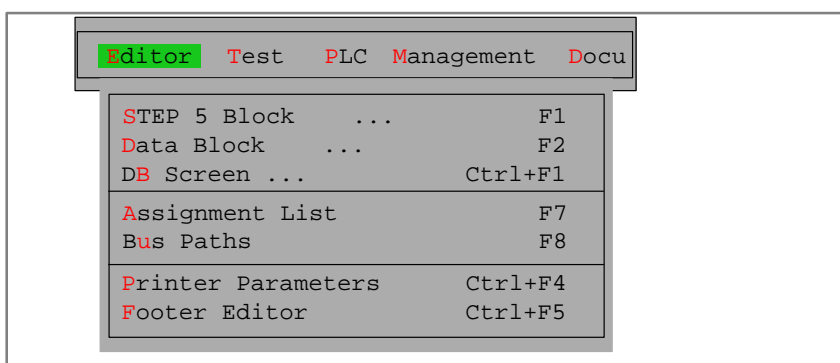 Editor Test PLC Management Docu
STEP 5 Block ... F1
Data Block ... F2
DB Screen ... Ctrl+F1
Assignment List F7
Bus Paths F8
Printer Parameters Ctrl+F4
Footer Editor Ctrl+F5